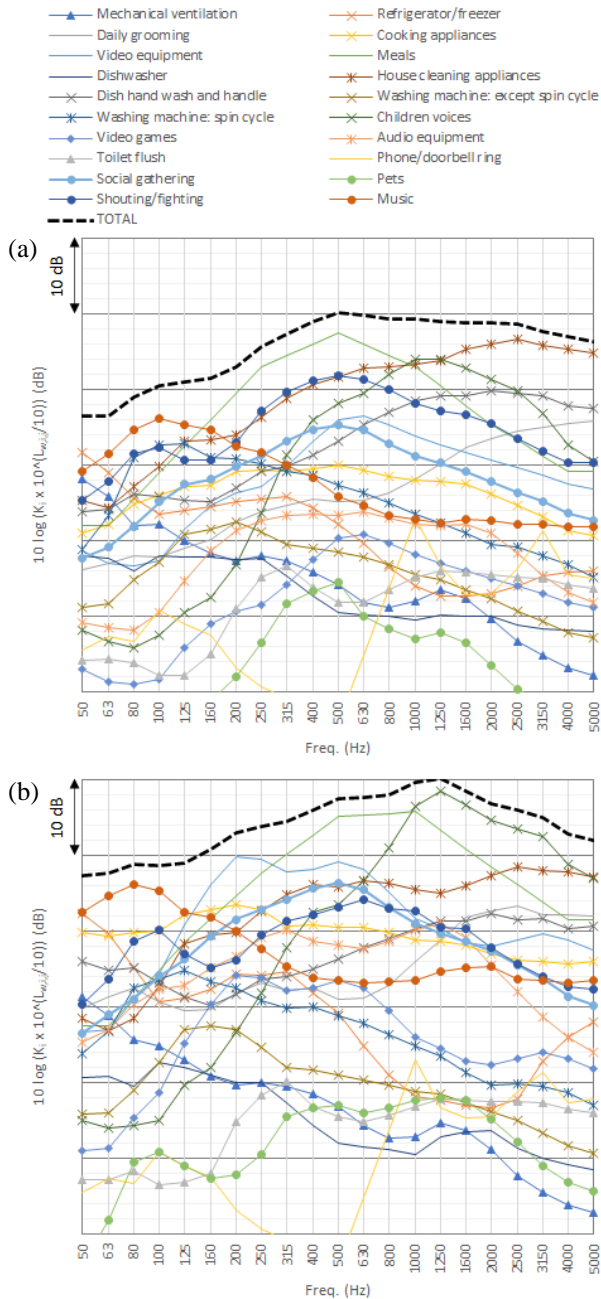 Mechanical ventilation Refrigerator/freezer
Daily grooming Cooking appliances
Video equipment Meals
Dishwasher House cleaning appliances
Dish hand wash and handle Washing machine: except spin cycle
Washing machine: spin cycle Children voices
Video games Audio equipment
Toilet flush Phone/doorbell ring
Social gathering Pets
Shouting/fighting Music
TOTAL
(a)
10 dB
10 log (Kᵢ x 10^(Lw,i,j/10)) (dB)
50 63 80 100 125 160 200 250 315 400 500 630 800 1000 1250 1600 2000 2500 3150 4000 5000
Freq. (Hz)
(b)
10 dB
10 log (Kᵢ x 10^(Lw,i,j/10)) (dB)
50 63 80 100 125 160 200 250 315 400 500 630 800 1000 1250 1600 2000 2500 3150 4000 5000
Freq. (Hz)